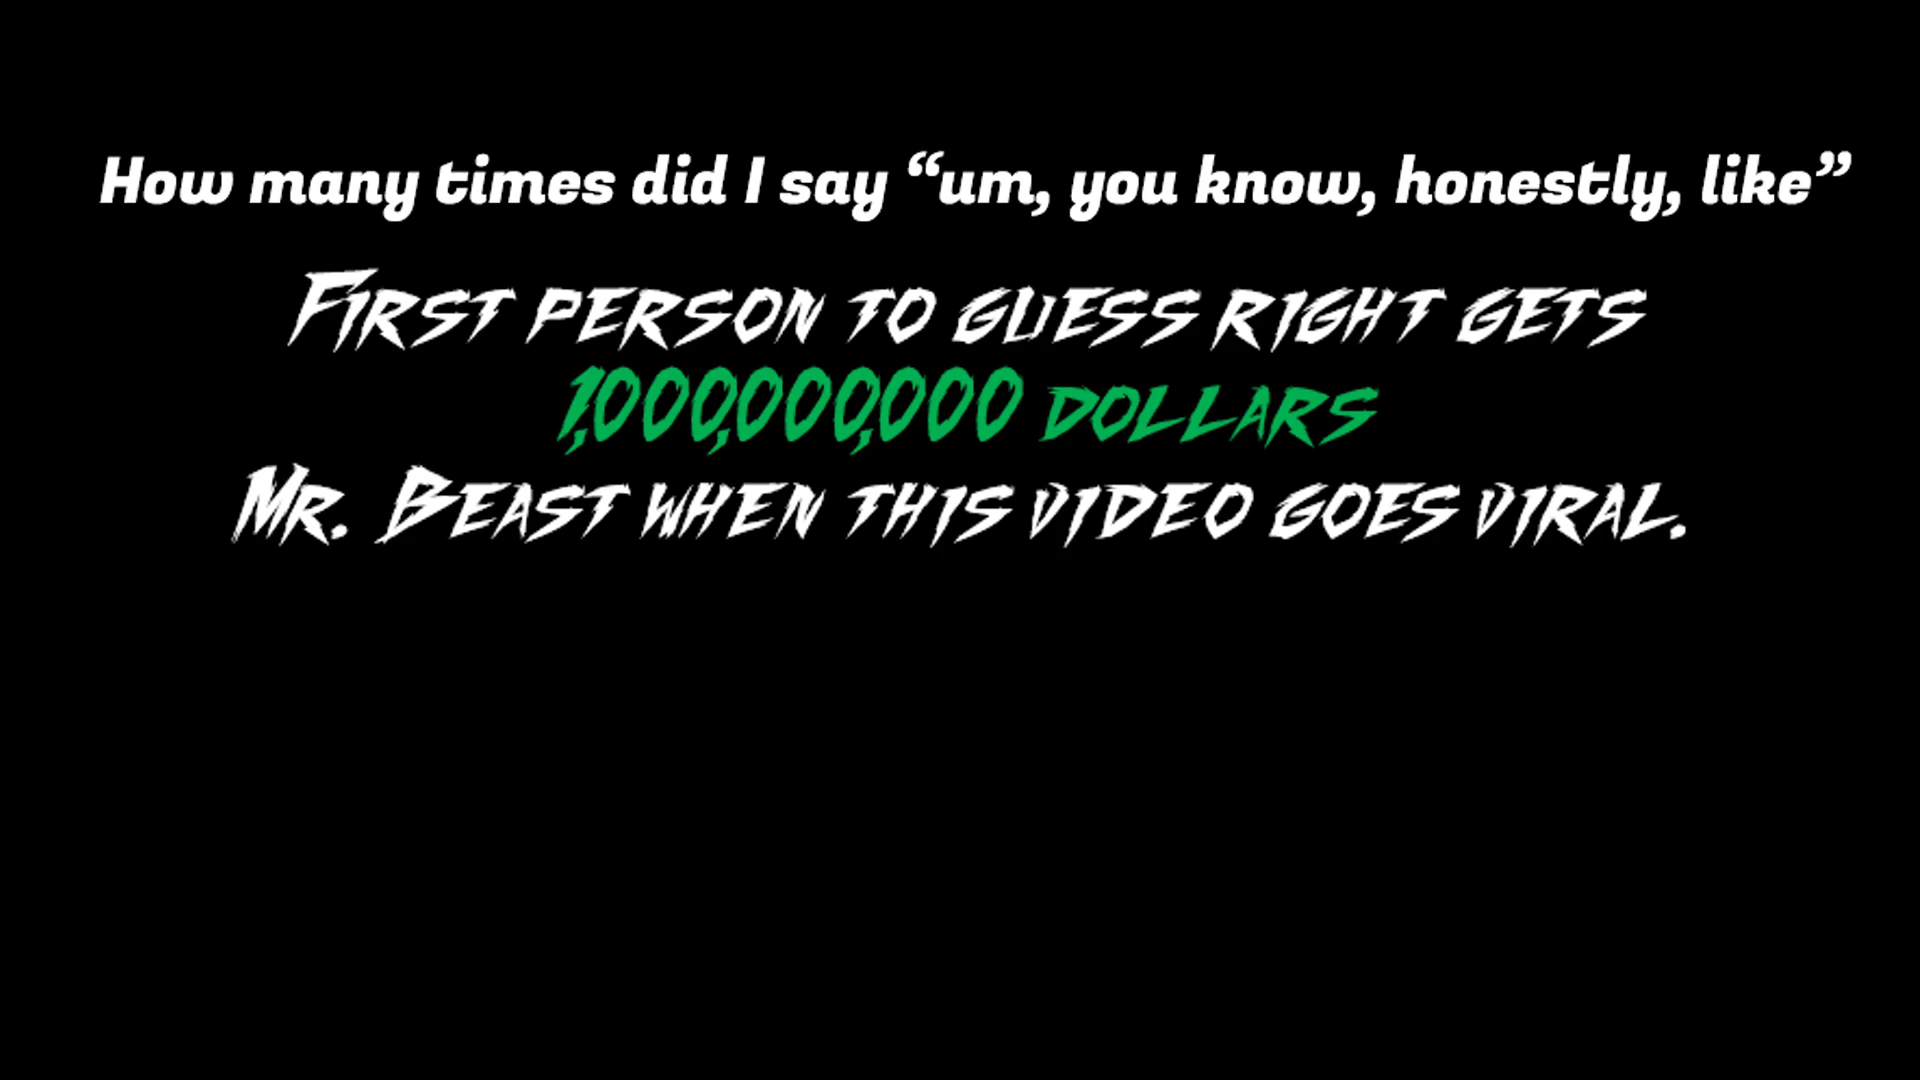 How many times did I say “um, you know, honestly, like”
First person to guess right gets
1,000,000,000 dollars
Mr. Beast when this video goes viral.